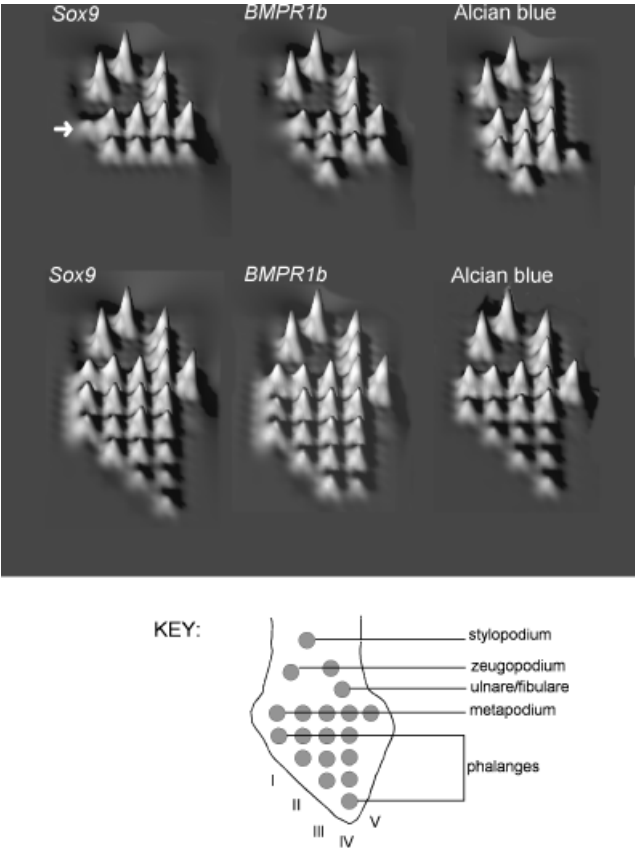 Sox9 BMPR1b Alcian blue
Sox9 BMPR1b Alcian blue
KEY:
stylopodium
zeugopodium
ulnare/fibulare
metapodium
phalanges
I
II
III
IV
V